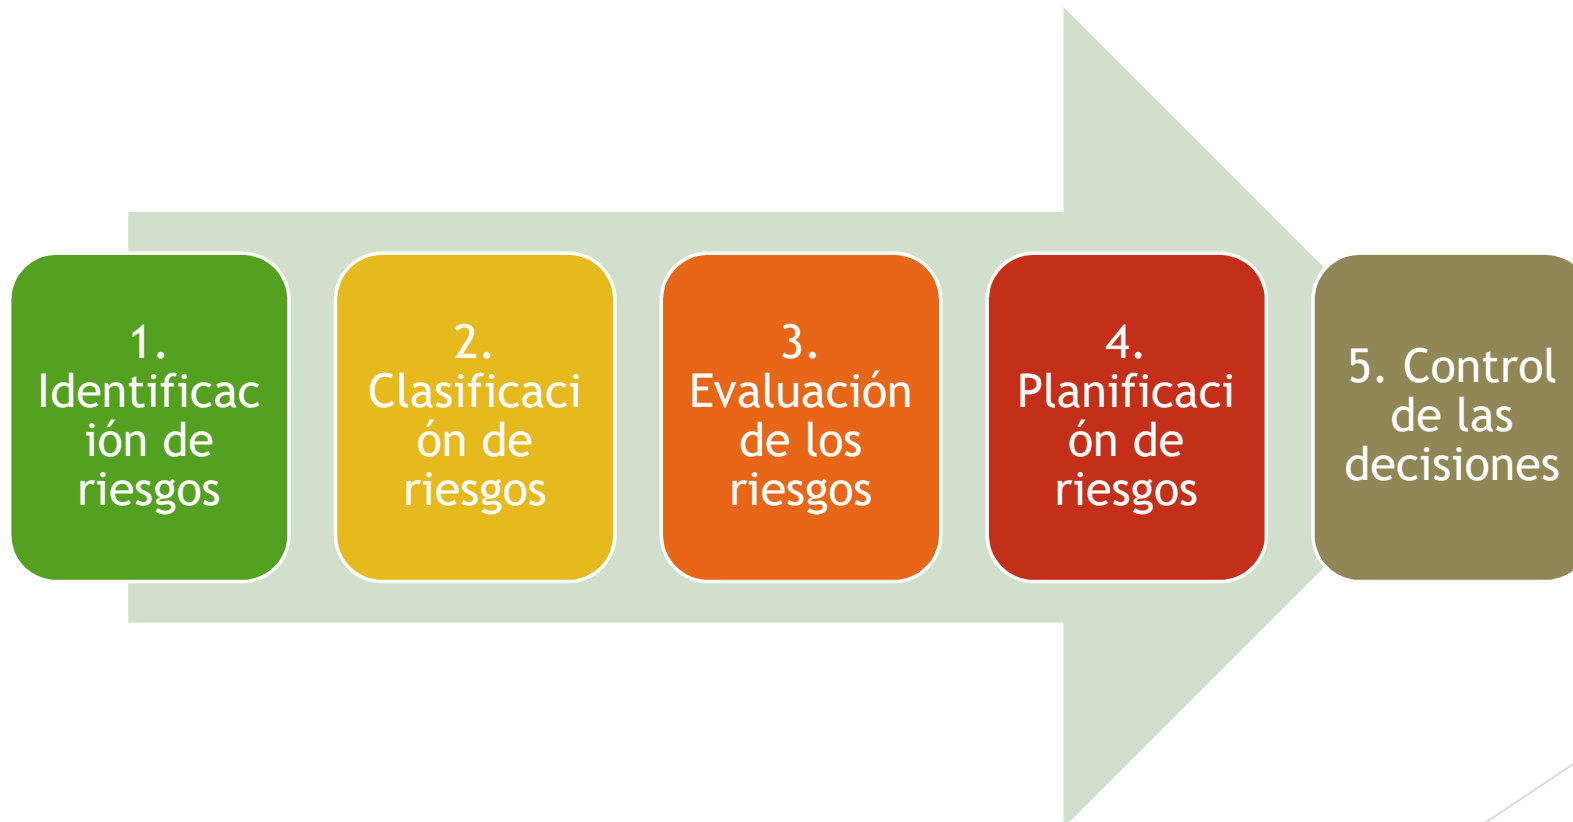 1.
Identificac
ión de
riesgos
2.
Clasificaci
ón de
riesgos
3.
Evaluación
de los
riesgos
4.
Planificaci
ón de
riesgos
5. Control
de las
decisiones